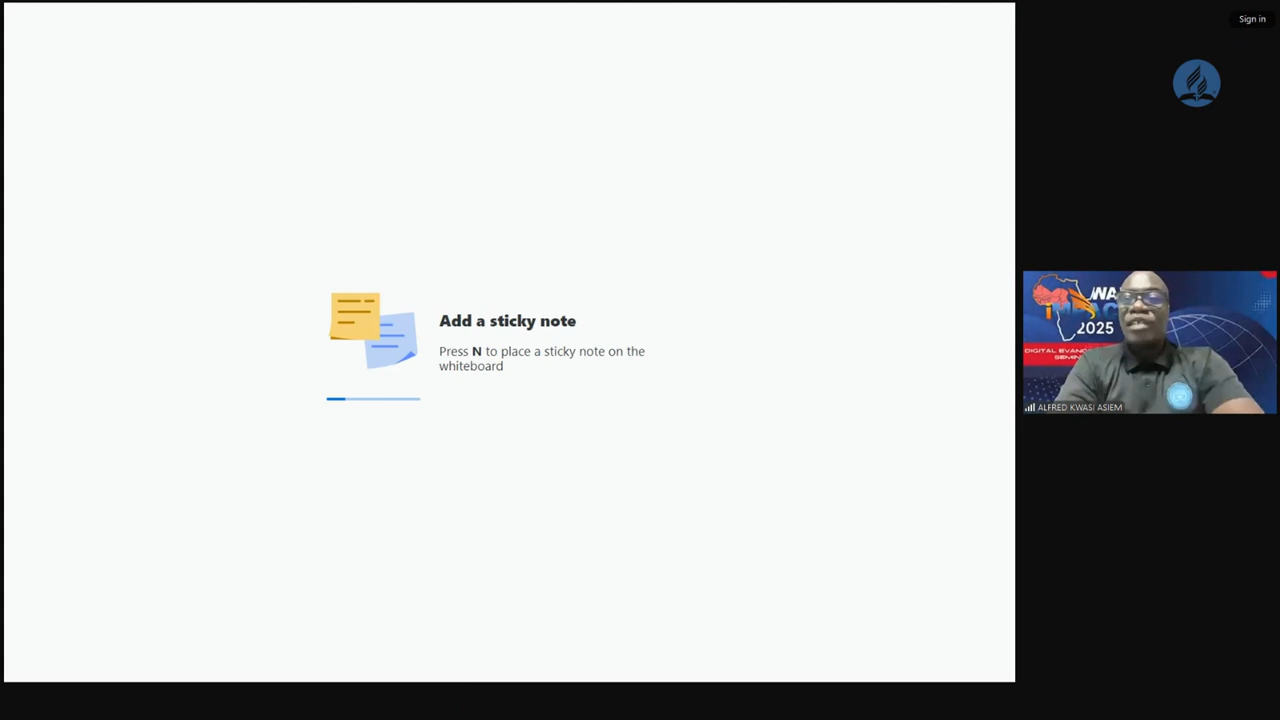 Sign in
Add a sticky note
Press N to place a sticky note on the
whiteboard
2025
ALFRED KWASI ASIEM